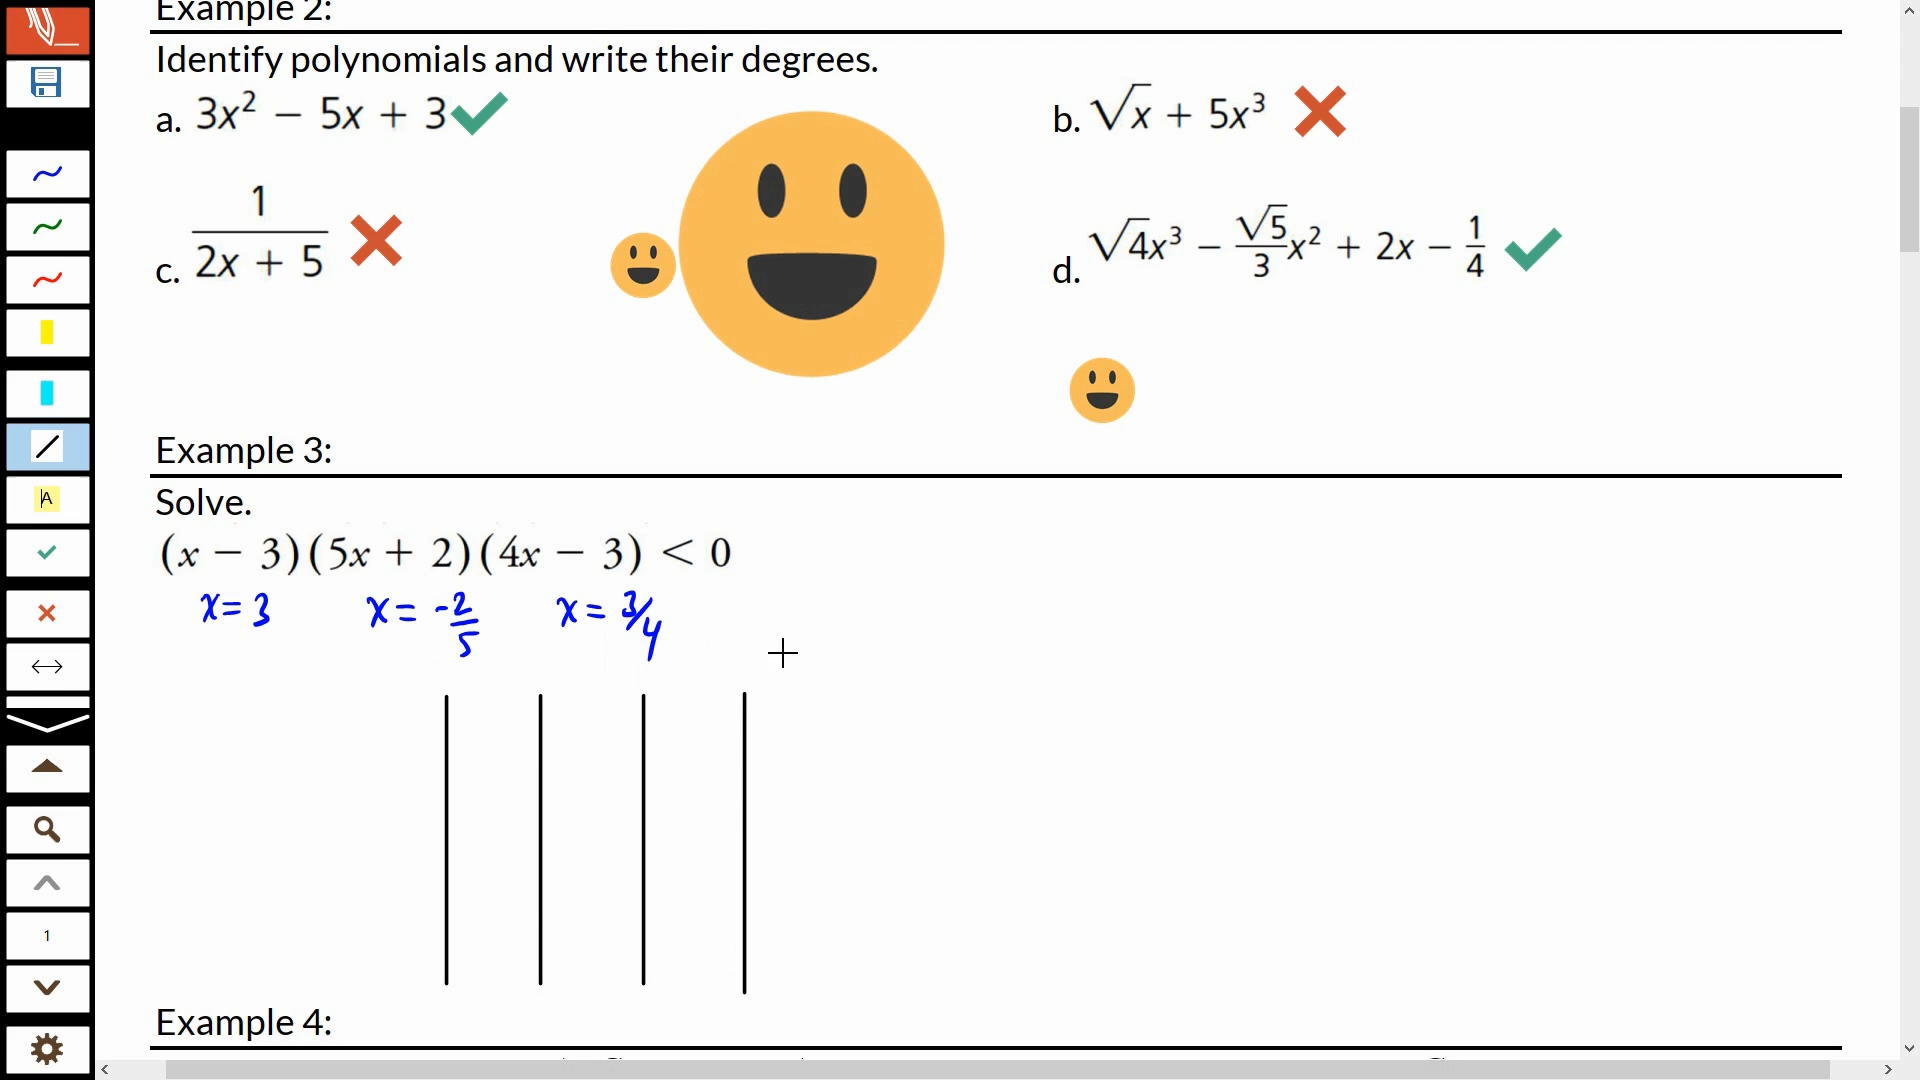 Example 2:
Identify polynomials and write their degrees.
a. 3x² − 5x + 3
b. √x + 5x³
c. 1/(2x + 5)
d. √4x³ − √5/3 x² + 2x − 1/4
Example 3:
Solve.
(x − 3)(5x + 2)(4x − 3) < 0
x = 3 x = -2/5 x = 3/4
Example 4:
A
1